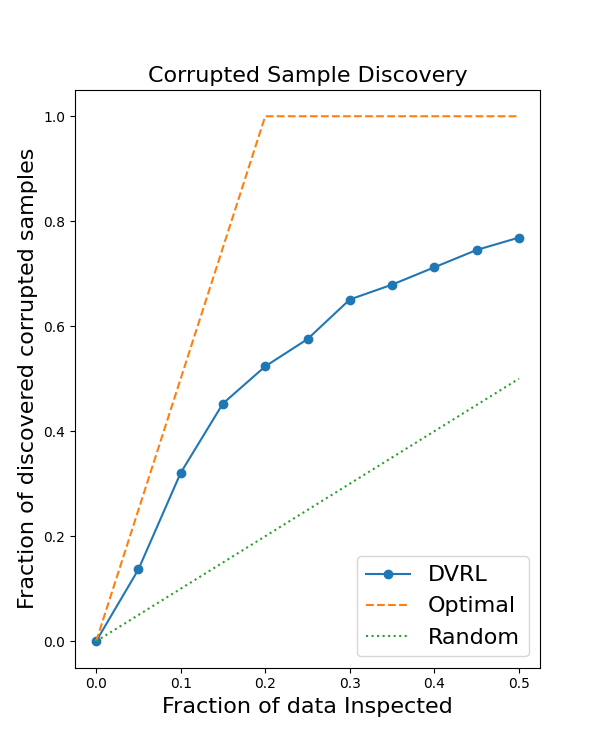 Corrupted Sample Discovery
Fraction of discovered corrupted samples
1.0
0.8
0.6
0.4
0.2
0.0
DVRL
Optimal
Random
0.0 0.1 0.2 0.3 0.4 0.5
Fraction of data Inspected